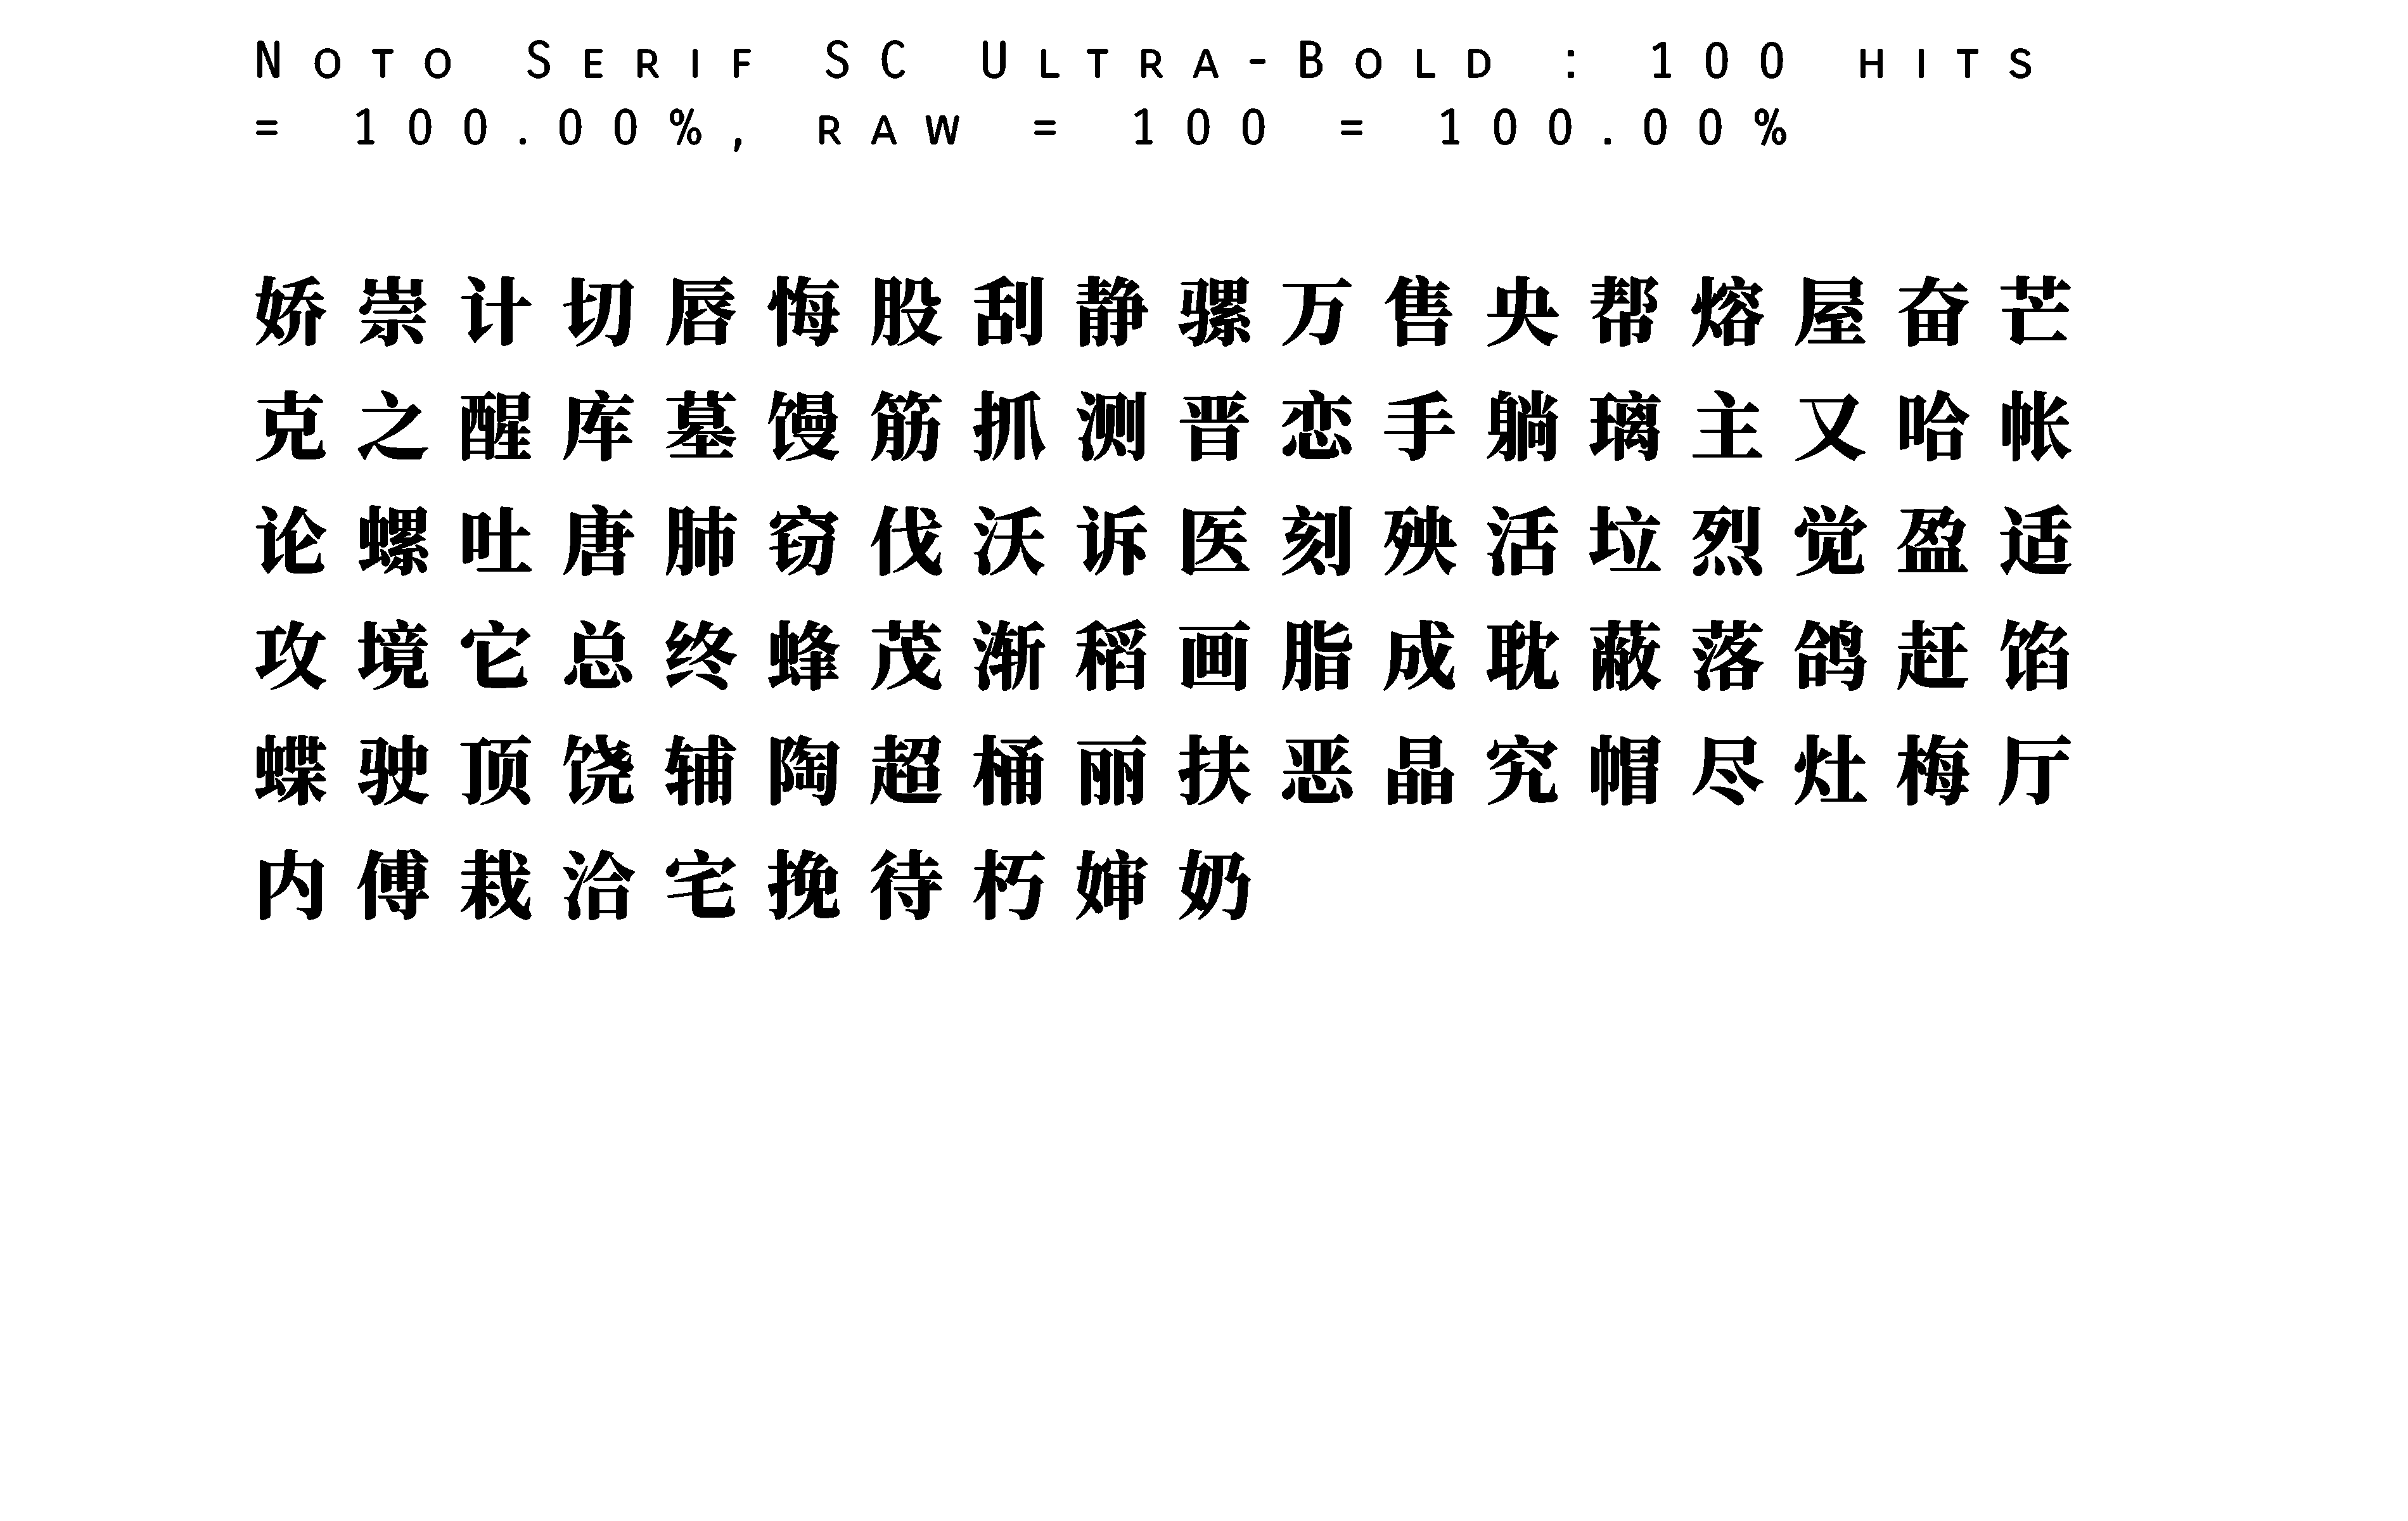 Noto Serif SC Ultra-Bold : 100 hits
= 100.00%, raw = 100 = 100.00%
娇崇计切唇悔股刮静骡万售央帮熔屋奋芒
克之醒库墓馒筋抓测晋恋手躺璃主又哈帐
论螺吐唐肺窃伐沃诉医刻殃活垃烈觉盈适
攻境它总终蜂茂渐稻画脂成耽蔽落鸽赶馅
蝶驶顶饶辅陶超桶丽扶恶晶究帽尽灶梅厅
内傅栽洽宅挽待朽婶奶